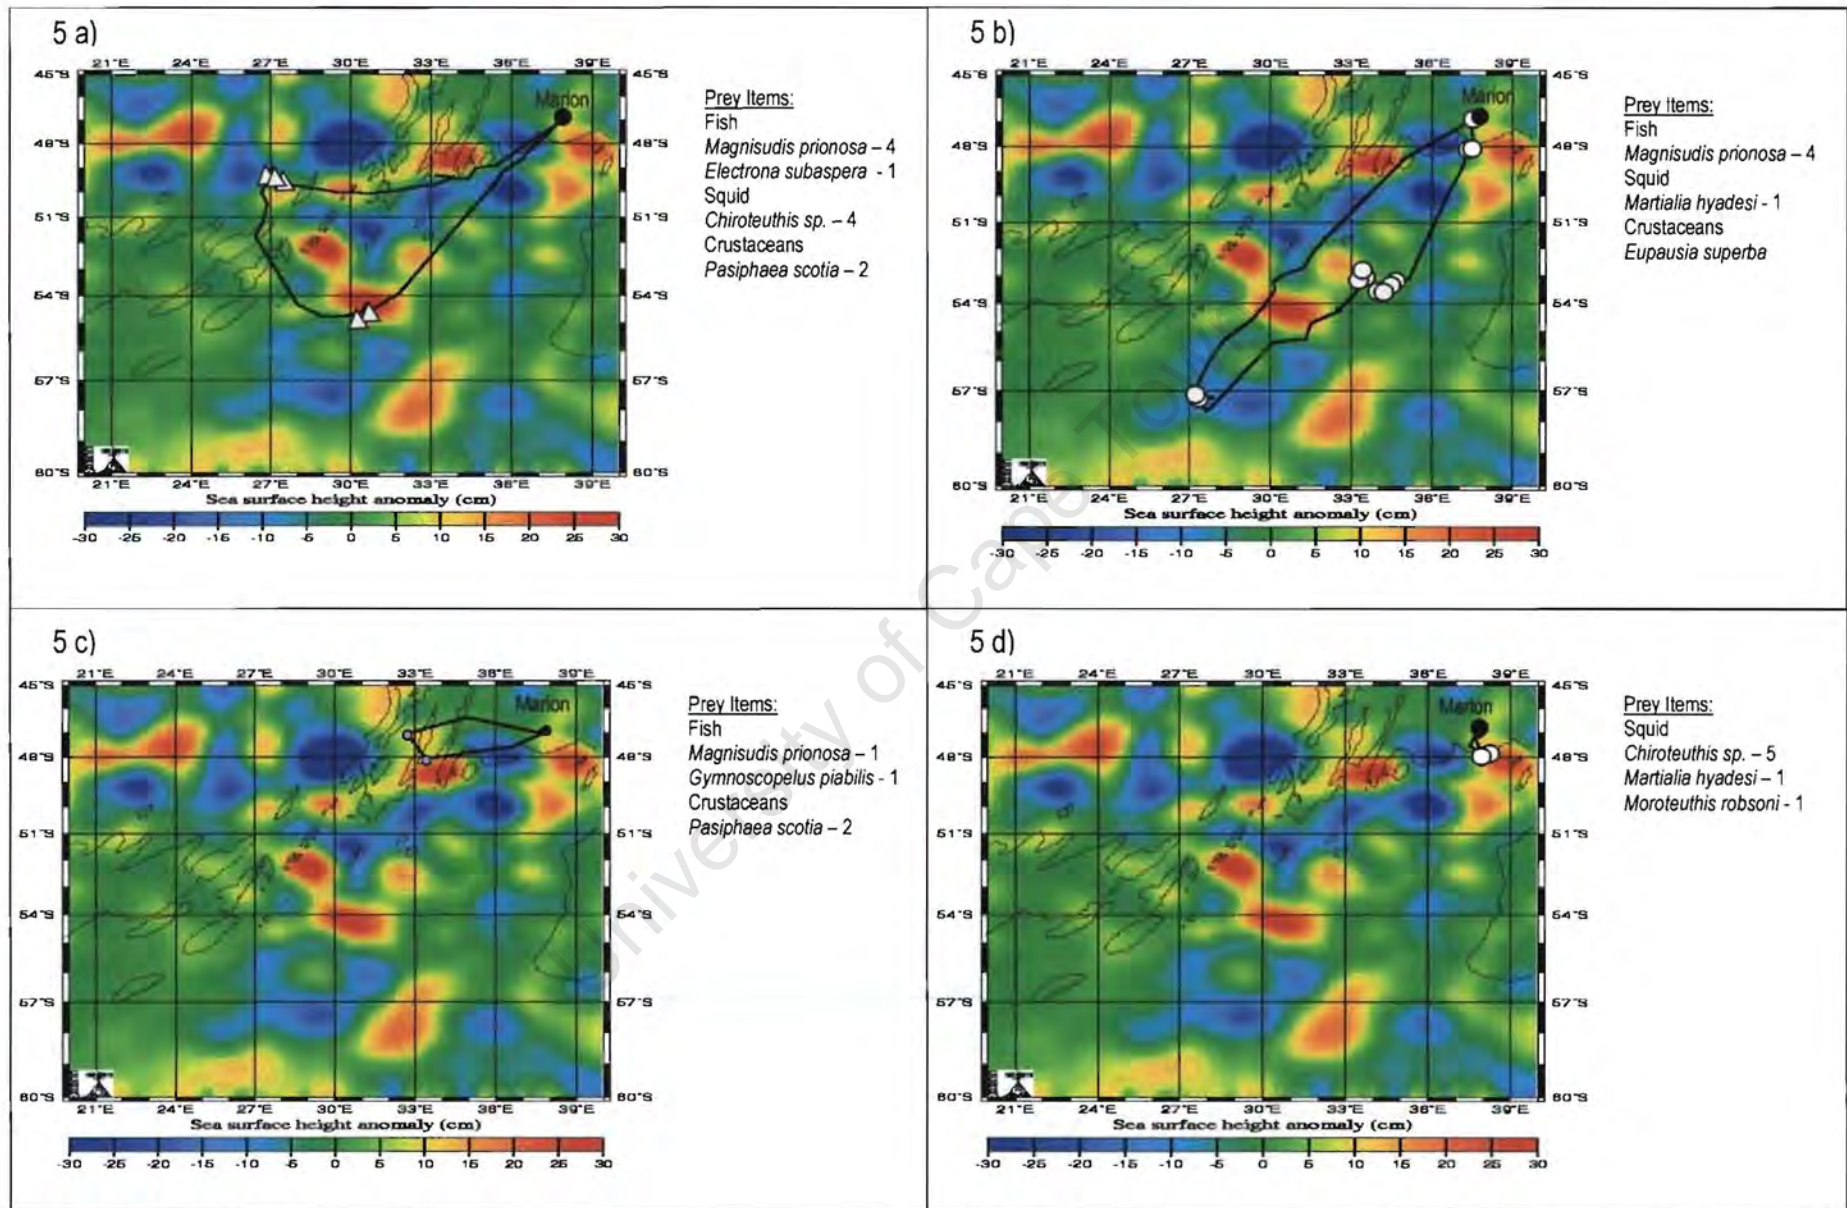 5 a)
21°E 24°E 27°E 30°E 33°E 36°E 39°E
45°S 45°S
Marion
48°S 48°S
51°S 51°S
54°S 54°S
57°S 57°S
60°S 60°S
21°E 24°E 27°E 30°E 33°E 36°E 39°E
Sea surface height anomaly (cm)
-30 -25 -20 -15 -10 -5 0 5 10 15 20 25 30
Prey Items:
Fish
Magnisudis prionosa – 4
Electrona subaspera - 1
Squid
Chiroteuthis sp. – 4
Crustaceans
Pasiphaea scotia – 2
5 b)
21°E 24°E 27°E 30°E 33°E 36°E 39°E
45°S 45°S
Marion
48°S 48°S
51°S 51°S
54°S 54°S
57°S 57°S
60°S 60°S
21°E 24°E 27°E 30°E 33°E 36°E 39°E
Sea surface height anomaly (cm)
-30 -25 -20 -15 -10 -5 0 5 10 15 20 25 30
Prey Items:
Fish
Magnisudis prionosa – 4
Squid
Martialia hyadesi - 1
Crustaceans
Eupausia superba
5 c)
21°E 24°E 27°E 30°E 33°E 36°E 39°E
45°S 45°S
Marion
48°S 48°S
51°S 51°S
54°S 54°S
57°S 57°S
60°S 60°S
21°E 24°E 27°E 30°E 33°E 36°E 39°E
Sea surface height anomaly (cm)
-30 -25 -20 -15 -10 -5 0 5 10 15 20 25 30
Prey Items:
Fish
Magnisudis prionosa – 1
Gymnoscopelus piabilis - 1
Crustaceans
Pasiphaea scotia – 2
5 d)
21°E 24°E 27°E 30°E 33°E 36°E 39°E
45°S 45°S
Marion
48°S 48°S
51°S 51°S
54°S 54°S
57°S 57°S
60°S 60°S
21°E 24°E 27°E 30°E 33°E 36°E 39°E
Sea surface height anomaly (cm)
-30 -25 -20 -15 -10 -5 0 5 10 15 20 25 30
Prey Items:
Squid
Chiroteuthis sp. – 5
Martialia hyadesi – 1
Moroteuthis robsoni - 1
University of Cape Town